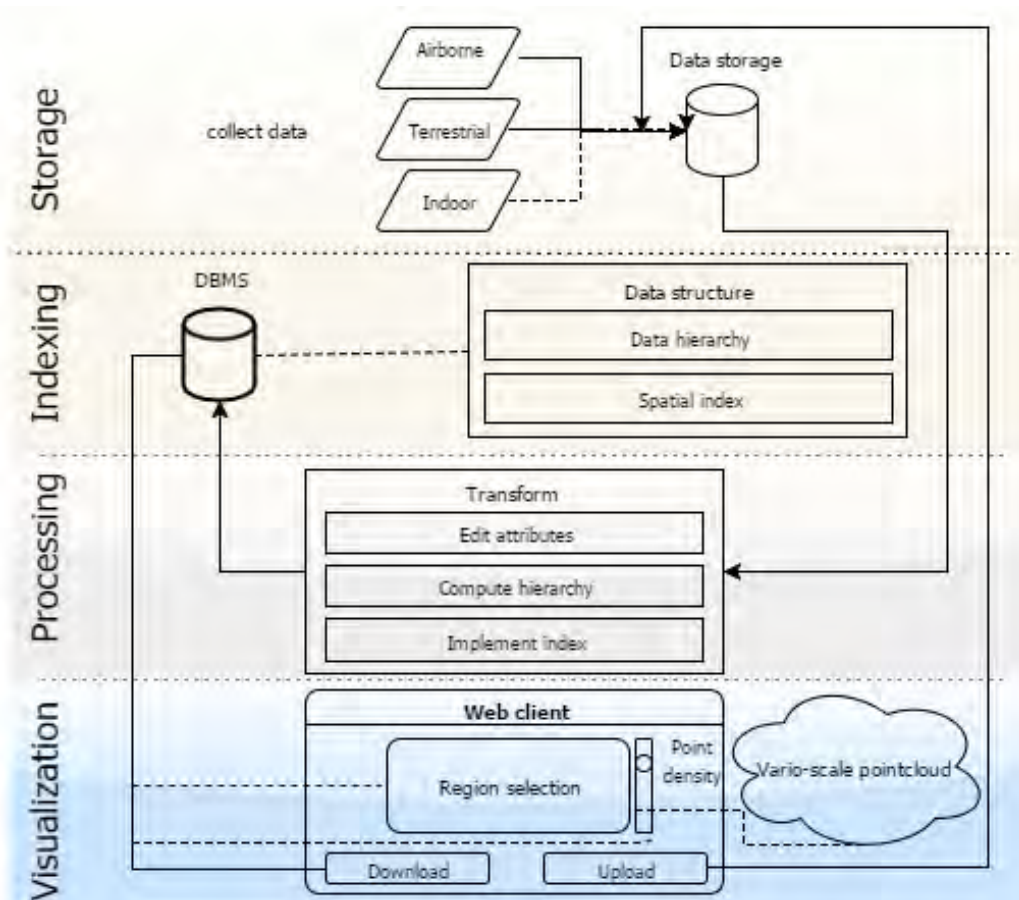 Storage
collect data
Airborne
Terrestrial
Indoor
Data storage
Indexing
DBMS
Data structure
Data hierarchy
Spatial index
Processing
Transform
Edit attributes
Compute hierarchy
Implement index
Visualization
Web client
Region selection
Point
density
Vario-scale pointcloud
Download
Upload